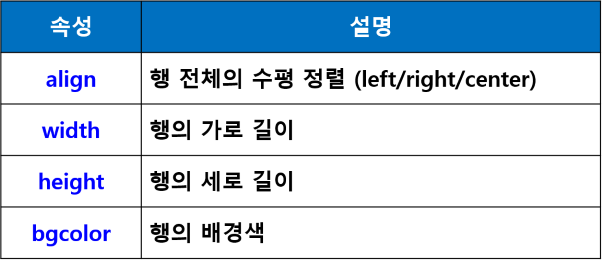 속성 설명
align 행 전체의 수평 정렬 (left/right/center)
width 행의 가로 길이
height 행의 세로 길이
bgcolor 행의 배경색